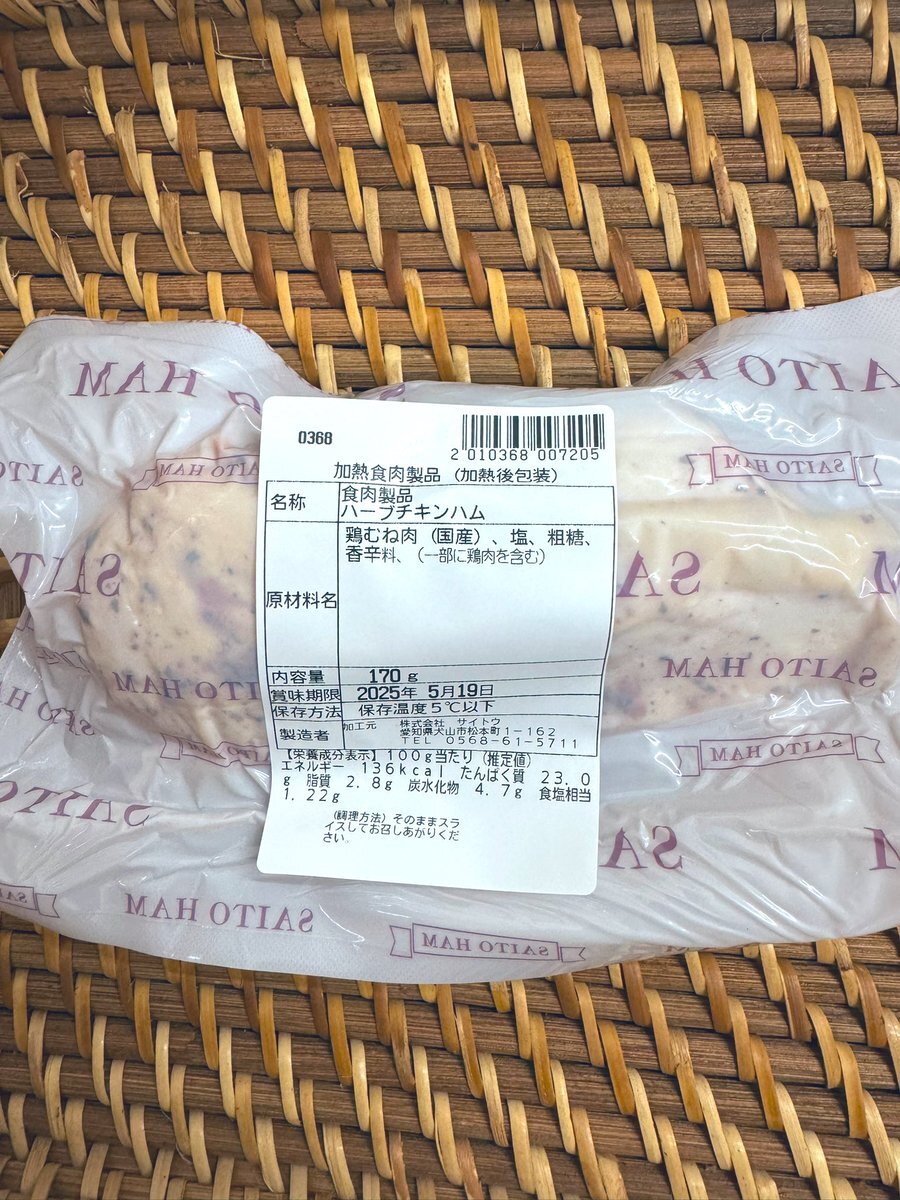 SAITO HAM
0368
2 010368 007205
加熱食肉製品 (加熱後包装)
名称
食肉製品
ハーブチキンハム
原材料名
鶏むね肉(国産)、塩、粗糖、
香辛料、(一部に鶏肉を含む)
内容量 170g
賞味期限 2025年 5月19日
保存方法 保存温度5℃以下
製造者
加工元 株式会社 サイトウ
愛知県犬山市松本町1-162
TEL 0568-61-5711
【栄養成分表示】100g当たり(推定値)
エネルギー 136kcal たんぱく質 23.0
g 脂質 2.8g 炭水化物 4.7g 食塩相当
1.22g
(調理方法)そのままスラ
イスしてお召しあがりくだ
さい。
SAITO HAM
SAITO HAM
SAITO HAM
SAITO HAM
SAITO HAM
SAITO HAM